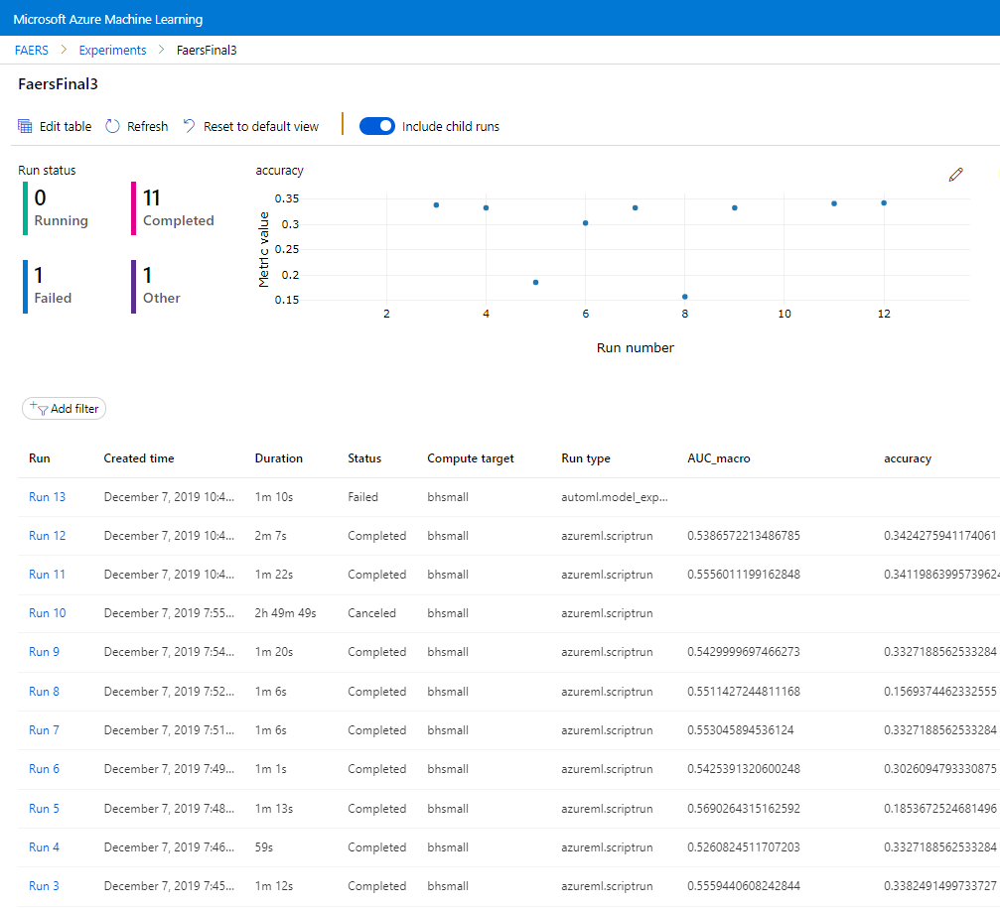 Microsoft Azure Machine Learning
FAERS > Experiments > FaersFinal3
FaersFinal3
Edit table Refresh Reset to default view Include child runs
Run status
0 Running
11 Completed
1 Failed
1 Other
accuracy
Metric value
0.35
0.3
0.25
0.2
0.15
2 4 6 8 10 12
Run number
Add filter
Run Created time Duration Status Compute target Run type AUC_macro accuracy
Run 13 December 7, 2019 10:4... 1m 10s Failed bhsmall automl.model_exp...
Run 12 December 7, 2019 10:4... 2m 7s Completed bhsmall azureml.scriptrun 0.5386572213486785 0.3424275941174061
Run 11 December 7, 2019 10:4... 1m 22s Completed bhsmall azureml.scriptrun 0.5556011199162848 0.3411986399573962
Run 10 December 7, 2019 7:55... 2h 49m 49s Canceled bhsmall azureml.scriptrun
Run 9 December 7, 2019 7:54... 1m 20s Completed bhsmall azureml.scriptrun 0.5429999697466273 0.3327188562533284
Run 8 December 7, 2019 7:52... 1m 6s Completed bhsmall azureml.scriptrun 0.5511427244811168 0.1569374462332555
Run 7 December 7, 2019 7:51... 1m 6s Completed bhsmall azureml.scriptrun 0.553045894536124 0.3327188562533284
Run 6 December 7, 2019 7:49... 1m 1s Completed bhsmall azureml.scriptrun 0.5425391320600248 0.3026094793330875
Run 5 December 7, 2019 7:48... 1m 13s Completed bhsmall azureml.scriptrun 0.5690264315162592 0.1853672524681496
Run 4 December 7, 2019 7:46... 59s Completed bhsmall azureml.scriptrun 0.5260824511707203 0.3327188562533284
Run 3 December 7, 2019 7:45... 1m 12s Completed bhsmall azureml.scriptrun 0.5559440608242844 0.3382491499733727